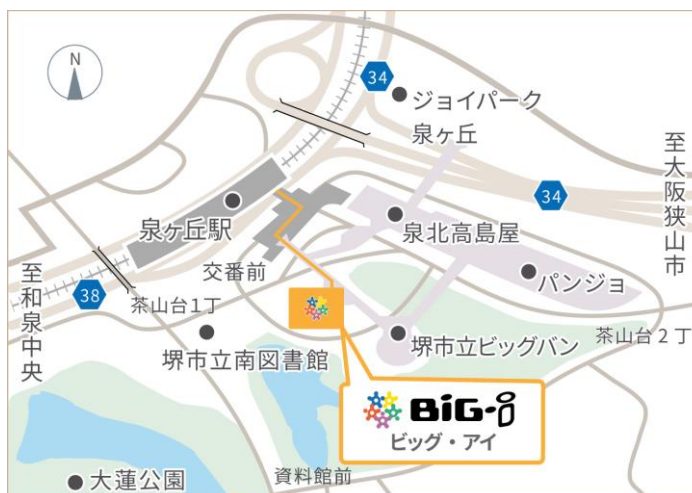 N
34
ジョイパーク
泉ヶ丘
至大阪狭山市
34
泉ヶ丘駅
泉北高島屋
交番前
パンジョ
至和泉中央
38
茶山台1丁
堺市立南図書館
堺市立ビッグバン
茶山台2丁
BiG-i
ビッグ・アイ
資料館前
大蓮公園